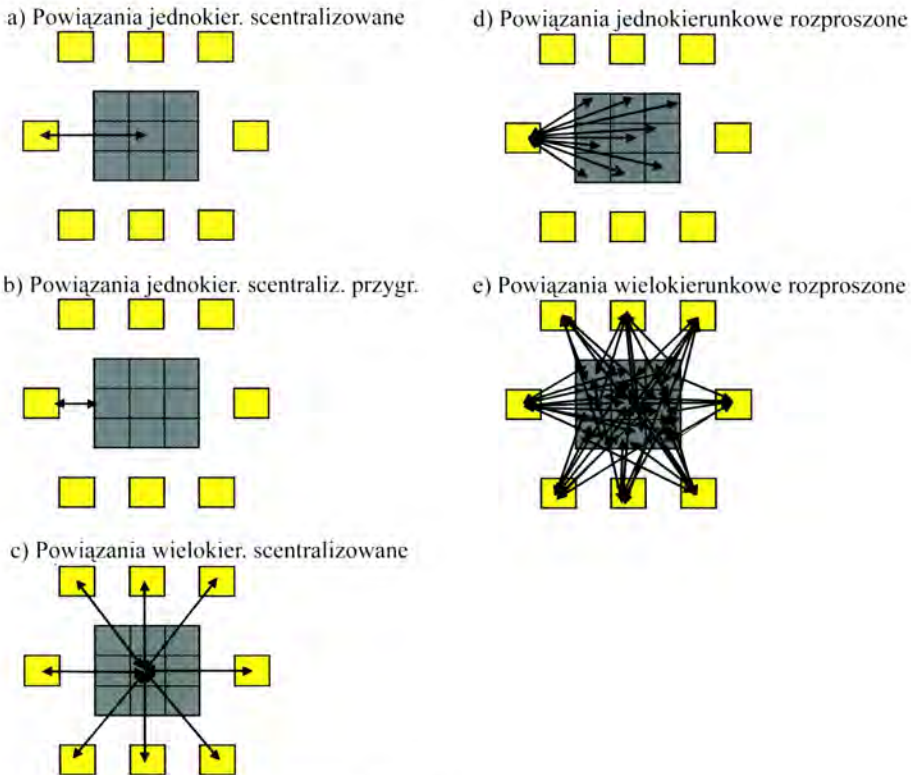 a) Powiązania jednokier. scentralizowane
b) Powiązania jednokier. scentraliz. przygr.
c) Powiązania wielokier. scentralizowane
d) Powiązania jednokierunkowe rozproszone
e) Powiązania wielokierunkowe rozproszone